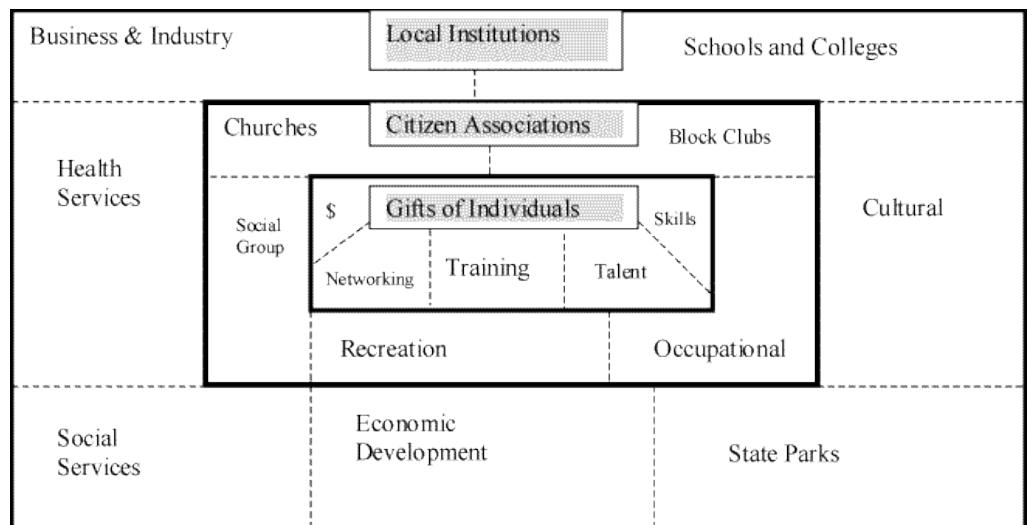 Business & Industry
Local Institutions
Schools and Colleges
Churches
Citizen Associations
Block Clubs
Health
Services
Cultural
Social
Group
$
Gifts of Individuals
Skills
Networking
Training
Talent
Recreation
Occupational
Social
Services
Economic
Development
State Parks